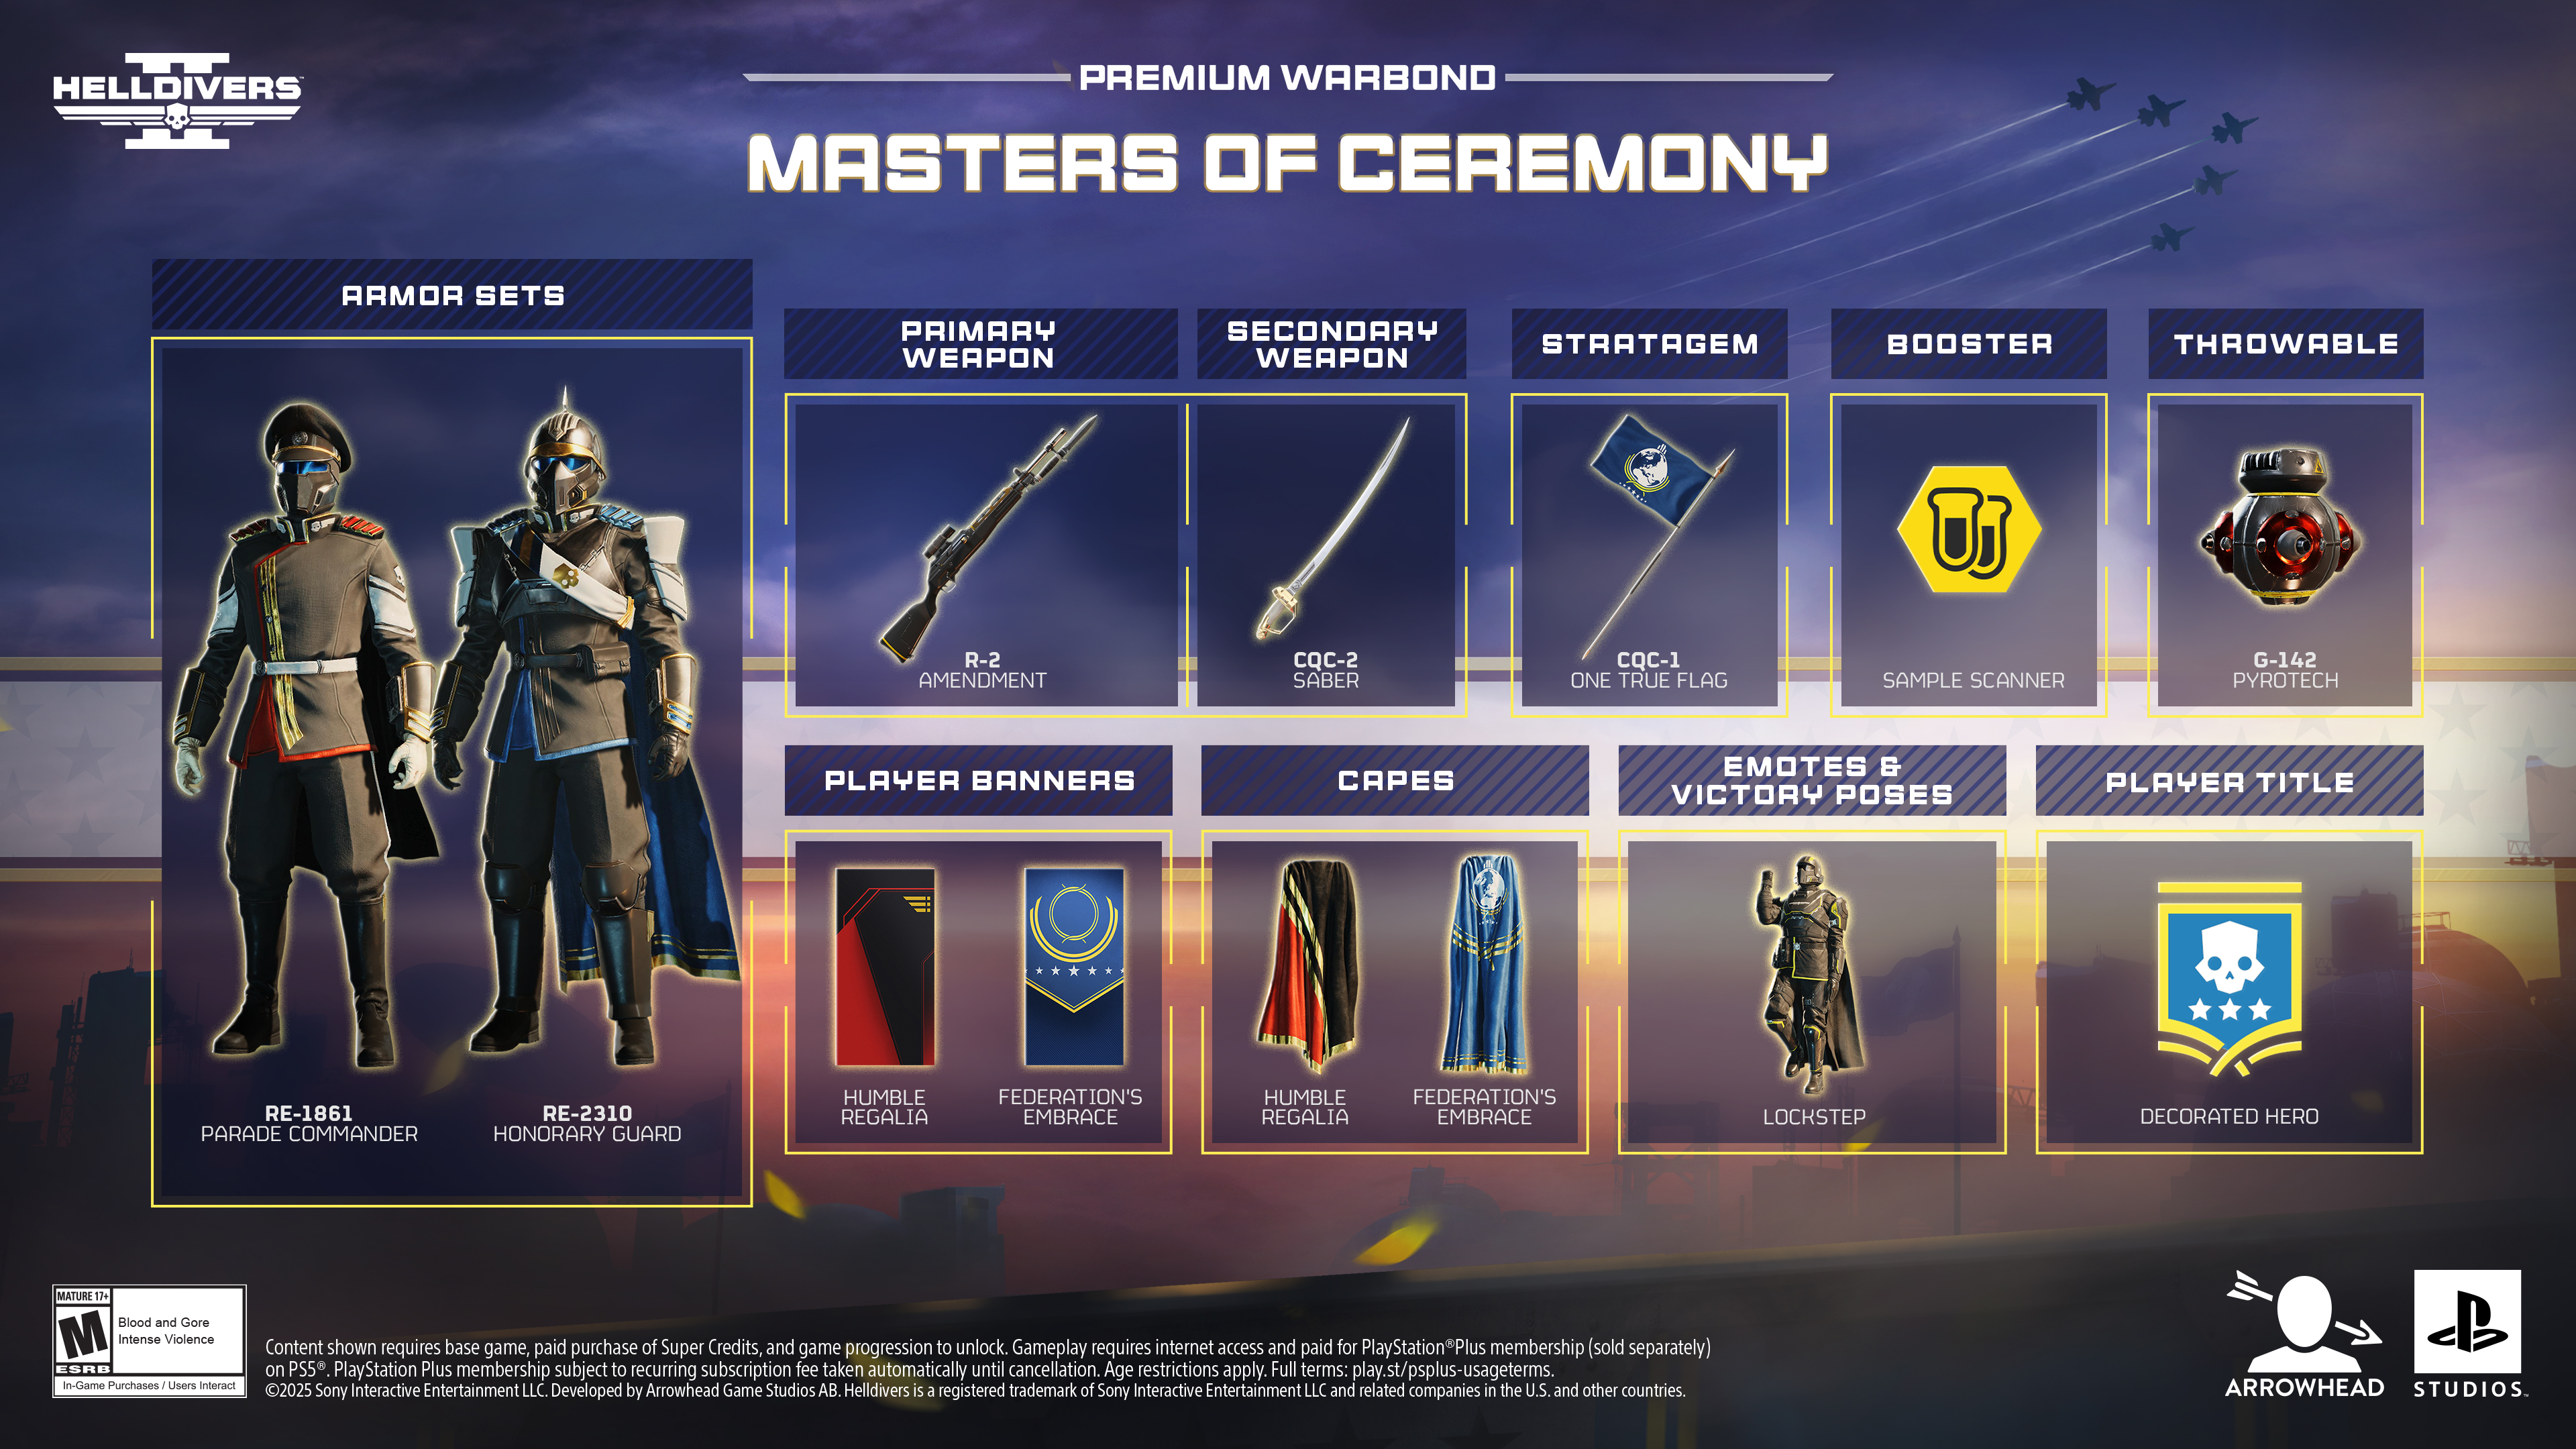 HELLDIVERS™
II
PREMIUM WARBOND
MASTERS OF CEREMONY
ARMOR SETS
RE-1861
PARADE COMMANDER
RE-2310
HONORARY GUARD
PRIMARY
WEAPON
R-2
AMENDMENT
SECONDARY
WEAPON
CQC-2
SABER
STRATAGEM
CQC-1
ONE TRUE FLAG
BOOSTER
SAMPLE SCANNER
THROWABLE
G-142
PYROTECH
PLAYER BANNERS
HUMBLE
REGALIA
FEDERATION'S
EMBRACE
CAPES
HUMBLE
REGALIA
FEDERATION'S
EMBRACE
EMOTES &
VICTORY POSES
LOCKSTEP
PLAYER TITLE
DECORATED HERO
MATURE 17+
M
ESRB
Blood and Gore
Intense Violence
In-Game Purchases / Users Interact
Content shown requires base game, paid purchase of Super Credits, and game progression to unlock. Gameplay requires internet access and paid for PlayStation®Plus membership (sold separately)
on PS5®. PlayStation Plus membership subject to recurring subscription fee taken automatically until cancellation. Age restrictions apply. Full terms: play.st/psplus-usageterms.
©2025 Sony Interactive Entertainment LLC. Developed by Arrowhead Game Studios AB. Helldivers is a registered trademark of Sony Interactive Entertainment LLC and related companies in the U.S. and other countries.
ARROWHEAD
STUDIOS™